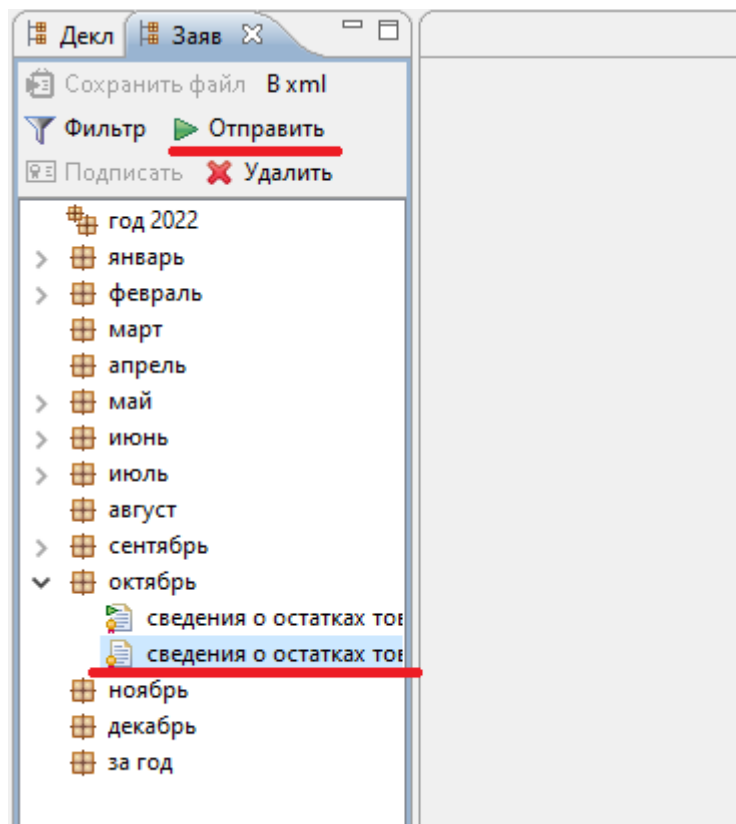 Декл Заяв
Сохранить файл В xml
Фильтр Отправить
Подписать Удалить
год 2022
январь
февраль
март
апрель
май
июнь
июль
август
сентябрь
октябрь
сведения о остатках тов
сведения о остатках тов
ноябрь
декабрь
за год